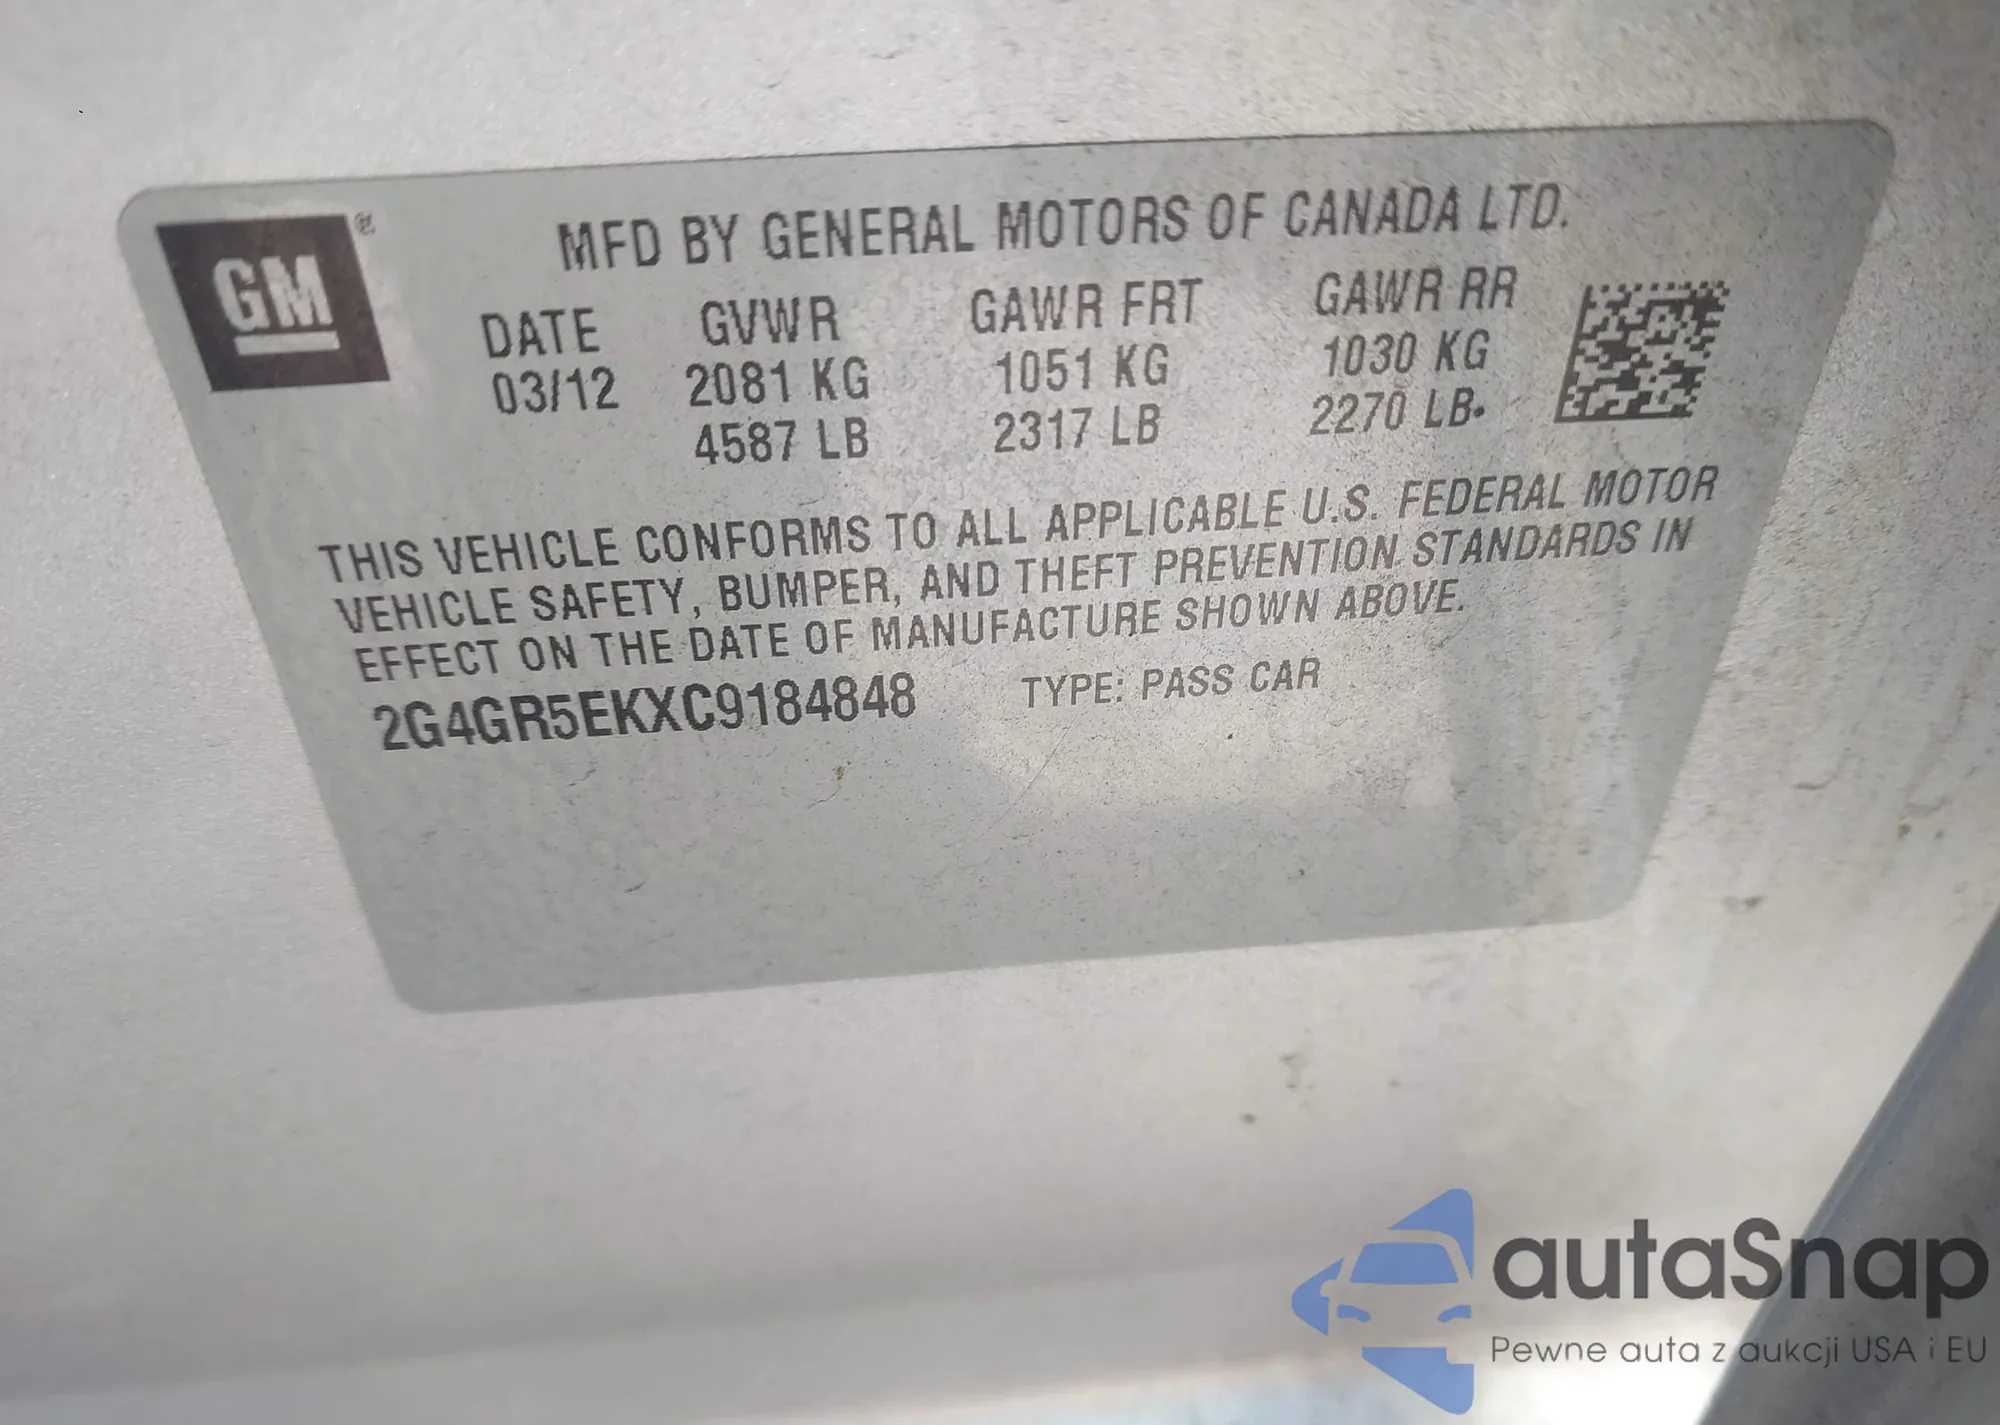 GM ®
MFD BY GENERAL MOTORS OF CANADA LTD.
DATE GVWR GAWR FRT GAWR RR
03/12 2081 KG 1051 KG 1030 KG
4587 LB 2317 LB 2270 LB
THIS VEHICLE CONFORMS TO ALL APPLICABLE U.S. FEDERAL MOTOR
VEHICLE SAFETY, BUMPER, AND THEFT PREVENTION STANDARDS IN
EFFECT ON THE DATE OF MANUFACTURE SHOWN ABOVE.
2G4GR5EKXC9184848 TYPE: PASS CAR
autaSnap
Pewne auta z aukcji USA i EU